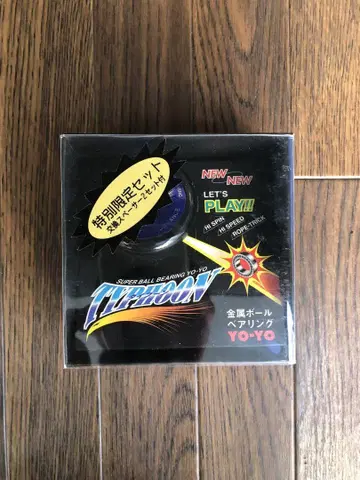 特別限定セット
交換スペーサー2セット付
NEW NEW
LET'S
PLAY!!
HI SPIN
HI SPEED
ROPE-TRICK
SUPER BALL BEARING YO-YO
TYPHOON
金属ボール
ベアリング
YO-YO